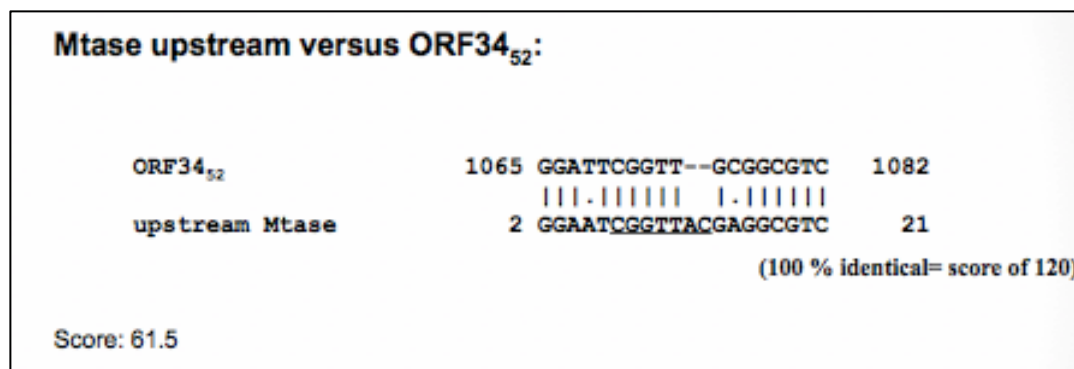 Mtase upstream versus ORF34₅₂:
ORF34₅₂ 1065 GGATTCGGTT--GCGGCGTC 1082
|||.|||||| |.||||||
upstream Mtase 2 GGAATCGGTTACGAGGCGTC 21
(100 % identical= score of 120)
Score: 61.5